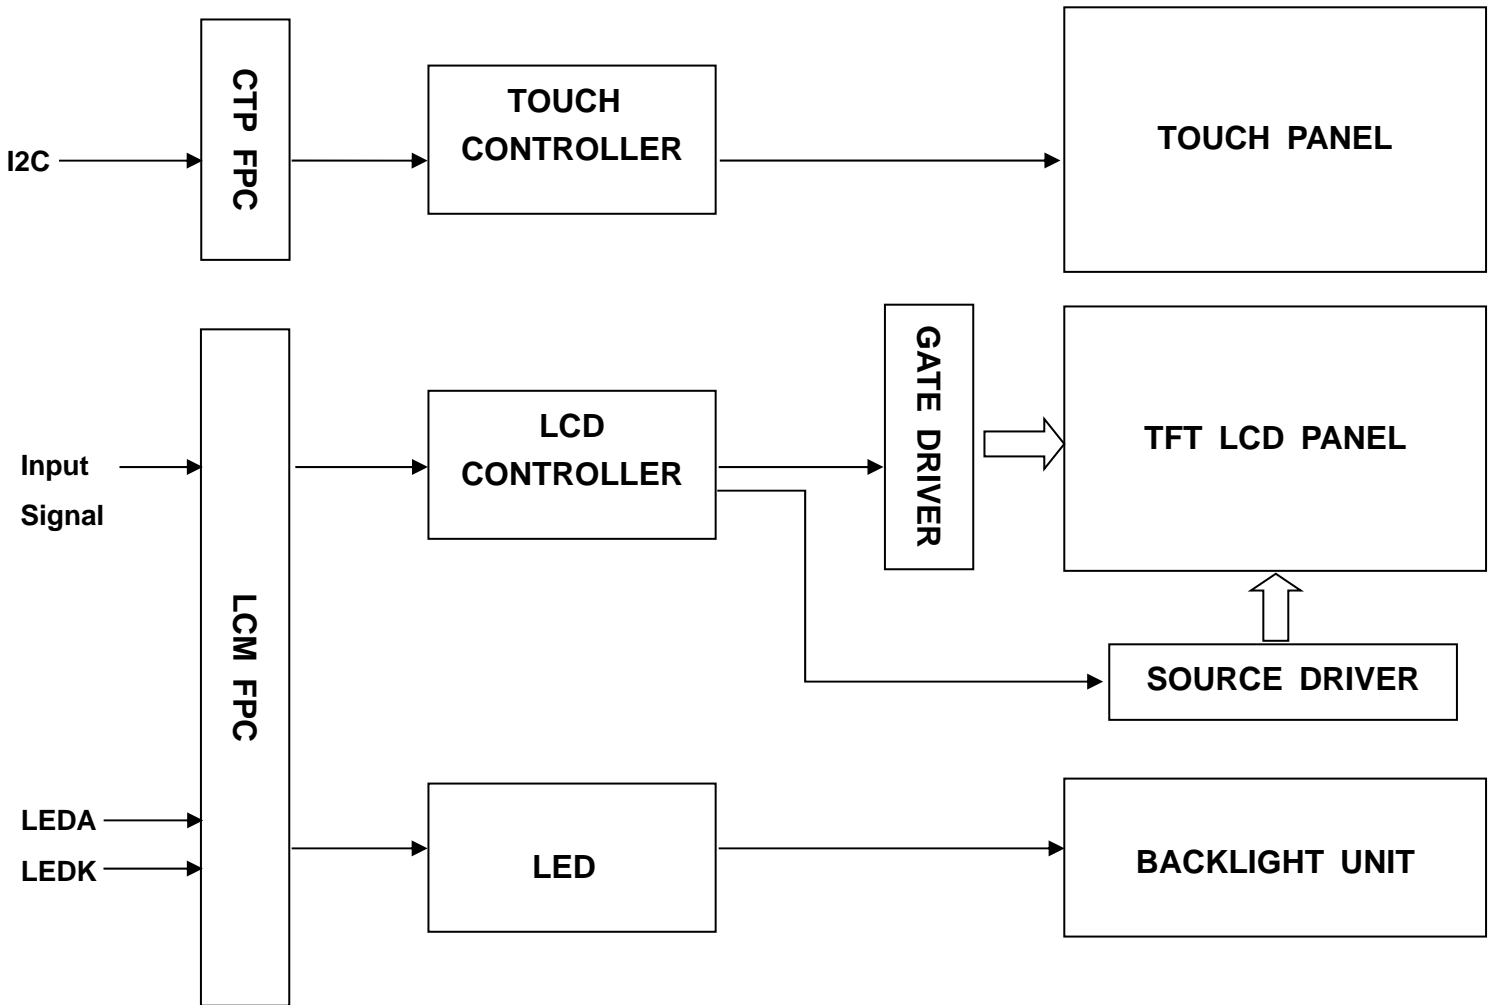 I2C
CTP FPC
TOUCH
CONTROLLER
TOUCH PANEL
Input
Signal
LCM FPC
LCD
CONTROLLER
GATE DRIVER
TFT LCD PANEL
SOURCE DRIVER
LEDA
LEDK
LED
BACKLIGHT UNIT